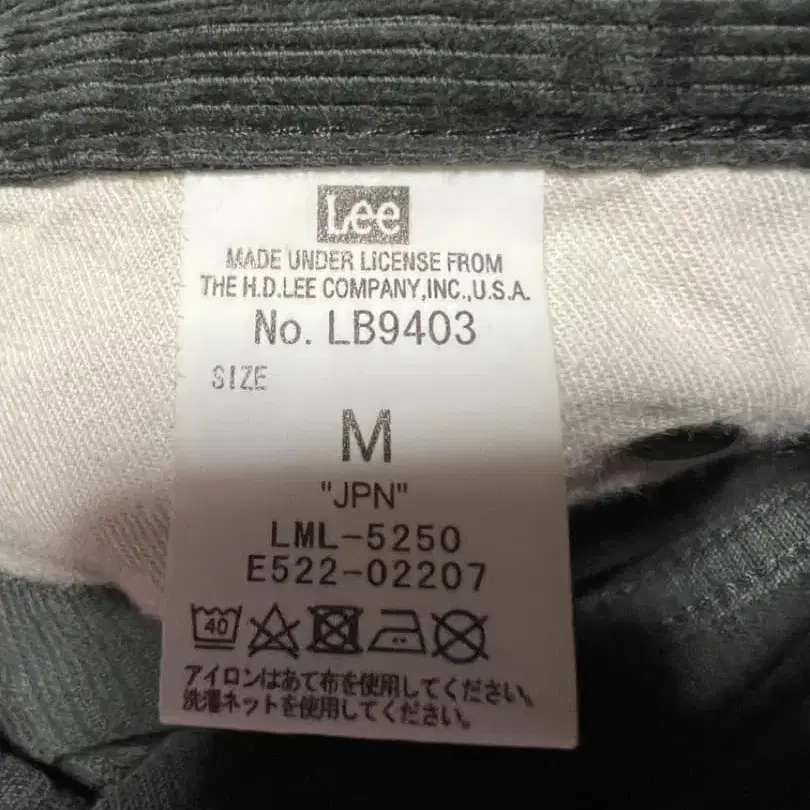 Lee
MADE UNDER LICENSE FROM
THE H.D.LEE COMPANY,INC.,U.S.A.
No. LB9403
SIZE
M
"JPN"
LML-5250
E522-02207
40
アイロンはあて布を使用してください。
洗濯ネットを使用してください。